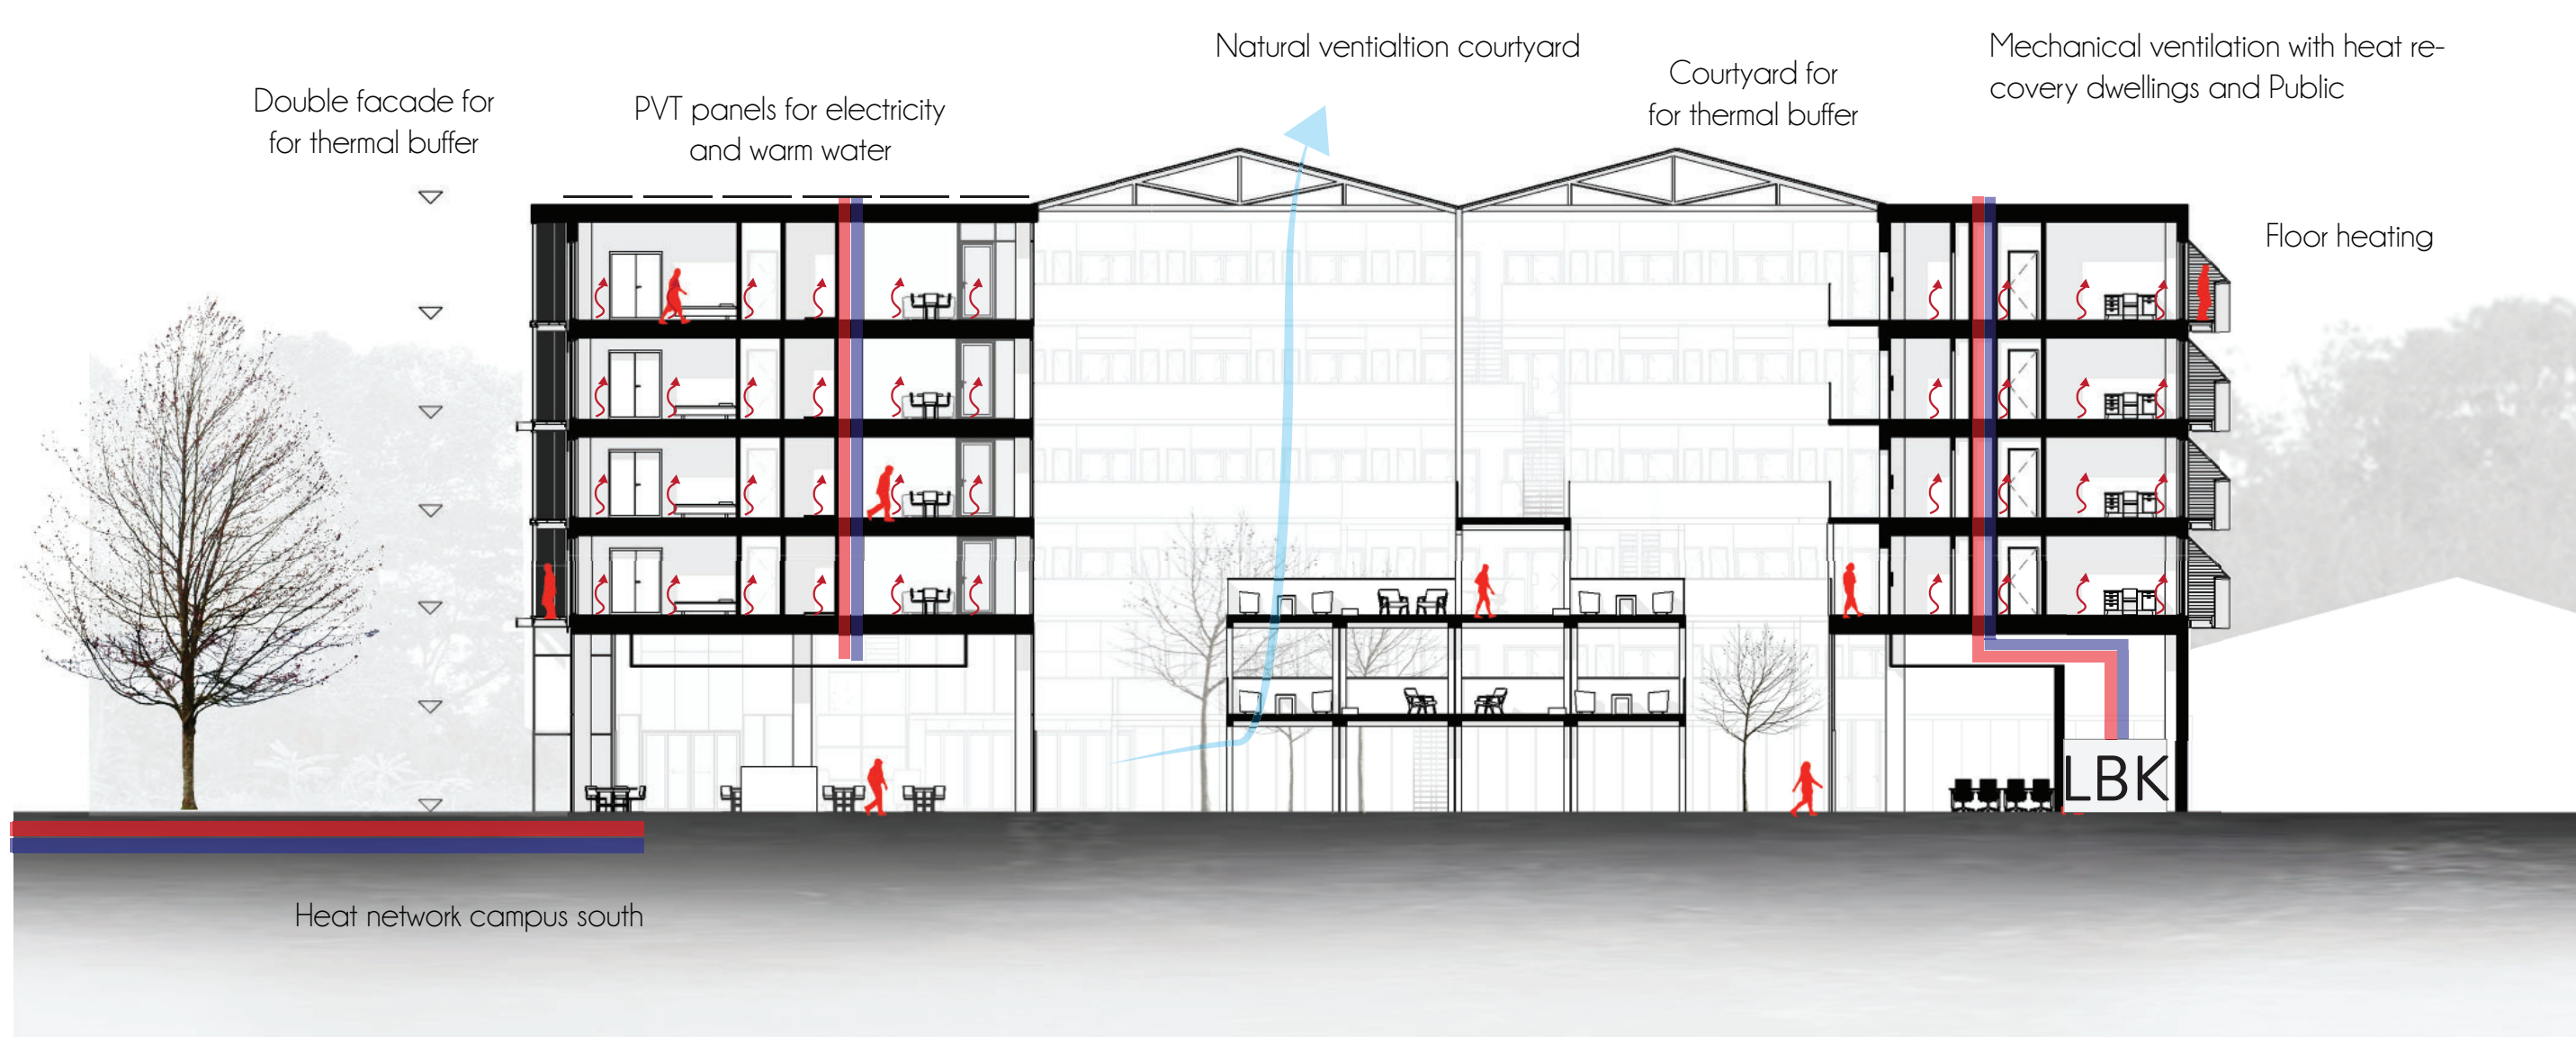 Natural ventialtion courtyard
Mechanical ventilation with heat re-
covery dwellings and Public
Courtyard for
for thermal buffer
Double facade for
for thermal buffer
PVT panels for electricity
and warm water
Floor heating
LBK
Heat network campus south